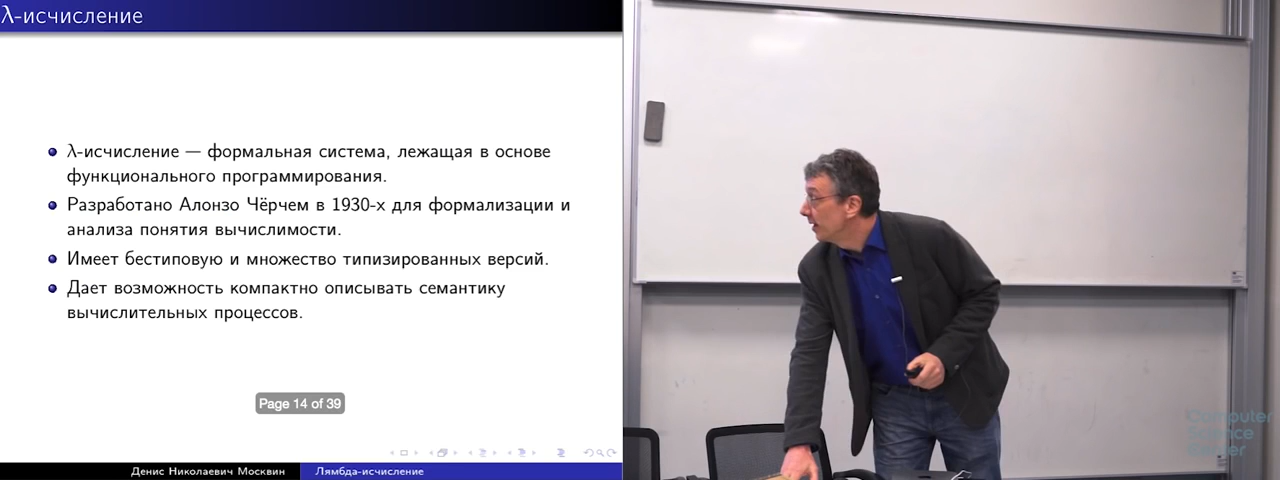 λ-исчисление
λ-исчисление — формальная система, лежащая в основе
функционального программирования.
Разработано Алонзо Чёрчем в 1930-х для формализации и
анализа понятия вычислимости.
Имеет бестиповую и множество типизированных версий.
Дает возможность компактно описывать семантику
вычислительных процессов.
Page 14 of 39
Денис Николаевич Москвин
Лямбда-исчисление
Computer
Science
Center